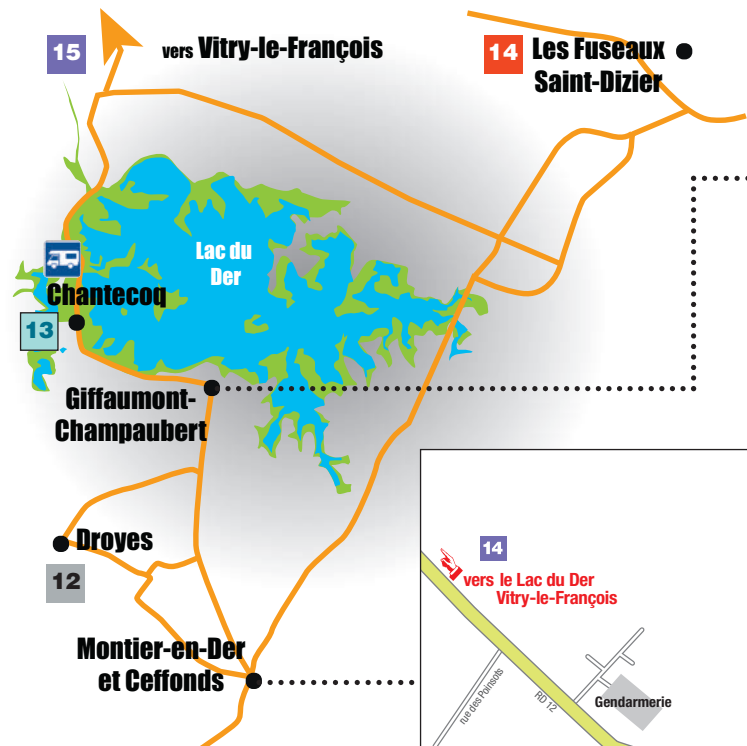 15
vers Vitry-le-François
14
Les Fuseaux
Saint-Dizier
Lac du
Der
Chantecoq
13
Giffaumont-
Champaubert
Droyes
12
Montier-en-Der
et Ceffonds
14
vers le Lac du Der
Vitry-le-François
rue des Poinsots
RD 12
Gendarmerie